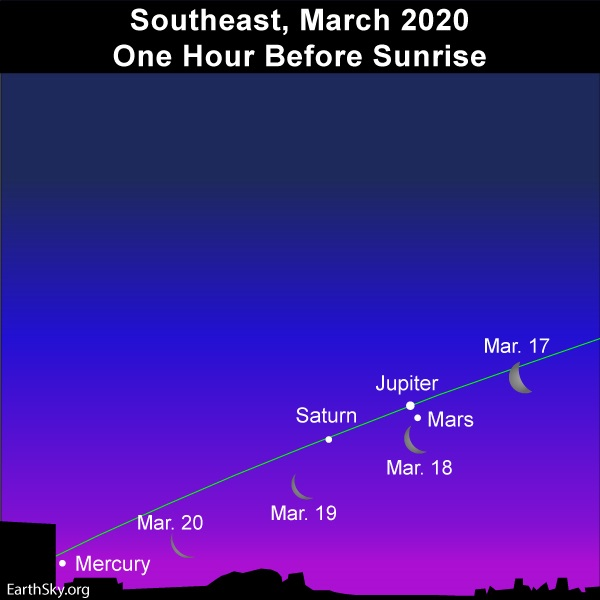 Southeast, March 2020
One Hour Before Sunrise
Mar. 17
Jupiter
Saturn
Mars
Mar. 18
Mar. 19
Mar. 20
Mercury
EarthSky.org